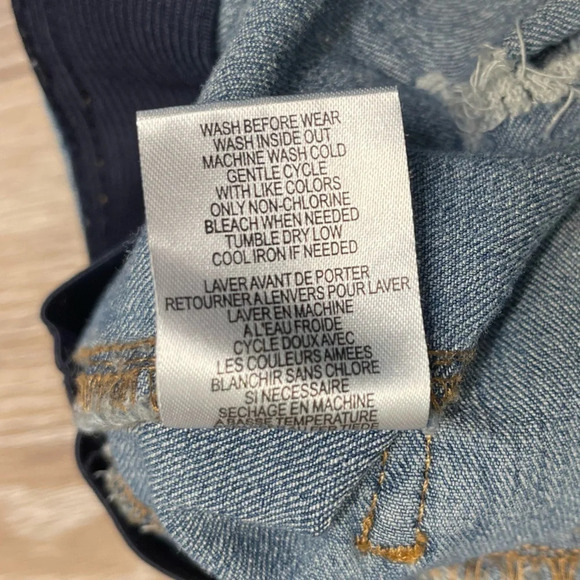 WASH BEFORE WEAR
WASH INSIDE OUT
MACHINE WASH COLD
GENTLE CYCLE
WITH LIKE COLORS
ONLY NON-CHLORINE
BLEACH WHEN NEEDED
TUMBLE DRY LOW
COOL IRON IF NEEDED
LAVER AVANT DE PORTER
RETOURNER A LENVERS POUR LAVER
LAVER EN MACHINE
A L'EAU FROIDE
CYCLE DOUX AVEC
LES COULEURS AIMEES
BLANCHIR SANS CHLORE
SI NECESSAIRE
SECHAGE EN MACHINE
A BASSE TEMPERATURE